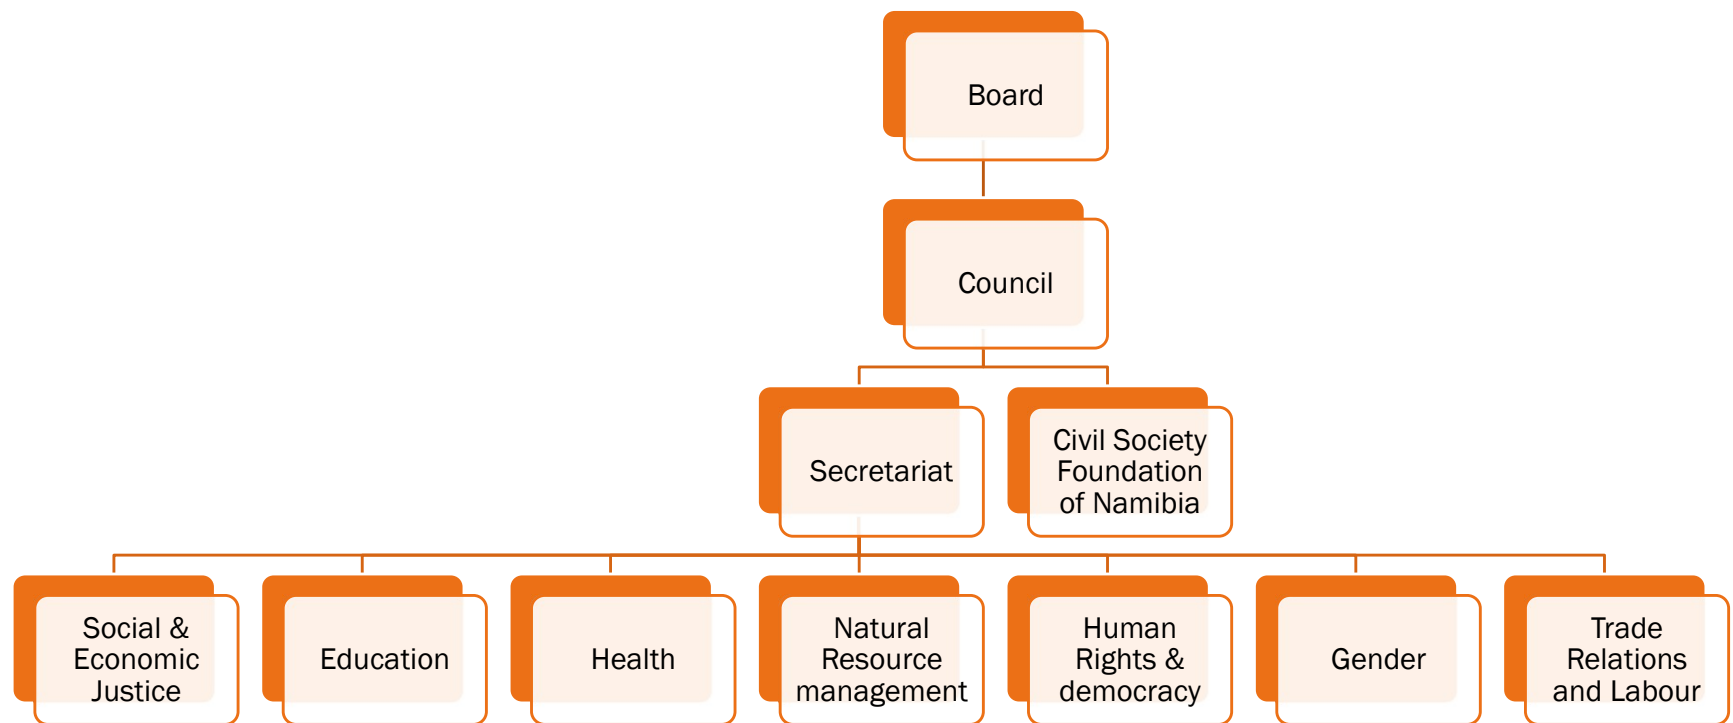 Board
Council
Secretariat
Civil Society
Foundation
of Namibia
Social &
Economic
Justice
Education
Health
Natural
Resource
management
Human
Rights &
democracy
Gender
Trade
Relations
and Labour